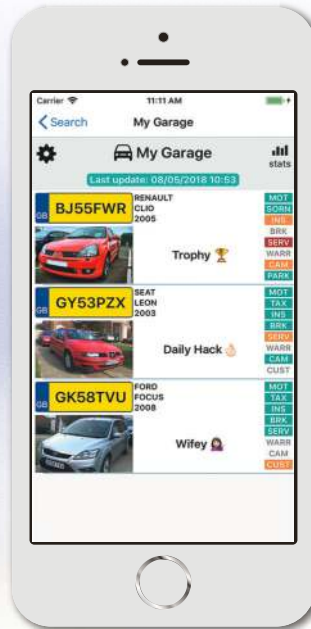 Carrier 11:11 AM
Search My Garage
My Garage stats
Last update: 08/05/2018 10:53
GB BJ55FWR
RENAULT
CLIO
2005
Trophy 🏆
MOT
SORN
INS
BRK
SERV
WARR
CAM
PARK
GB GY53PZX
SEAT
LEON
2003
Daily Hack 👌🏻
MOT
TAX
INS
BRK
SERV
WARR
CAM
CUST
GB GK58TVU
FORD
FOCUS
2008
Wifey 🤦🏻‍♀️
MOT
TAX
INS
BRK
SERV
WARR
CAM
CUST